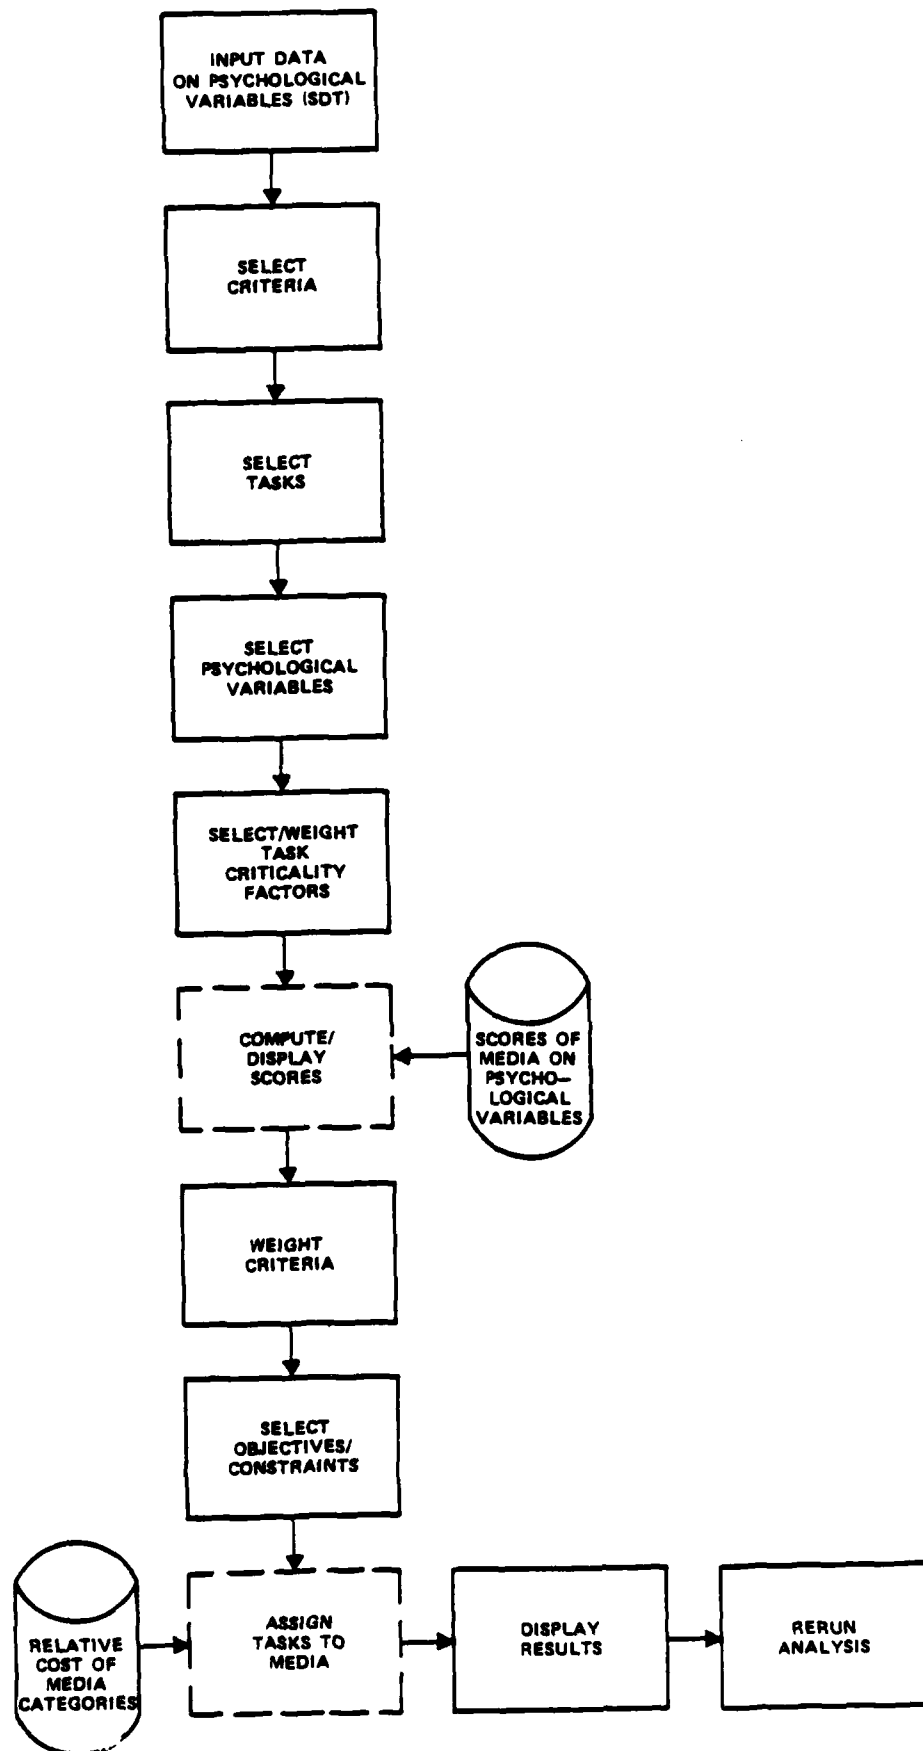 INPUT DATA
ON PSYCHOLOGICAL
VARIABLES (SDT)
SELECT
CRITERIA
SELECT
TASKS
SELECT
PSYCHOLOGICAL
VARIABLES
SELECT/WEIGHT
TASK
CRITICALITY
FACTORS
COMPUTE/
DISPLAY
SCORES
SCORES OF
MEDIA ON
PSYCHO-
LOGICAL
VARIABLES
WEIGHT
CRITERIA
SELECT
OBJECTIVES/
CONSTRAINTS
RELATIVE
COST OF
MEDIA
CATEGORIES
ASSIGN
TASKS TO
MEDIA
DISPLAY
RESULTS
RERUN
ANALYSIS